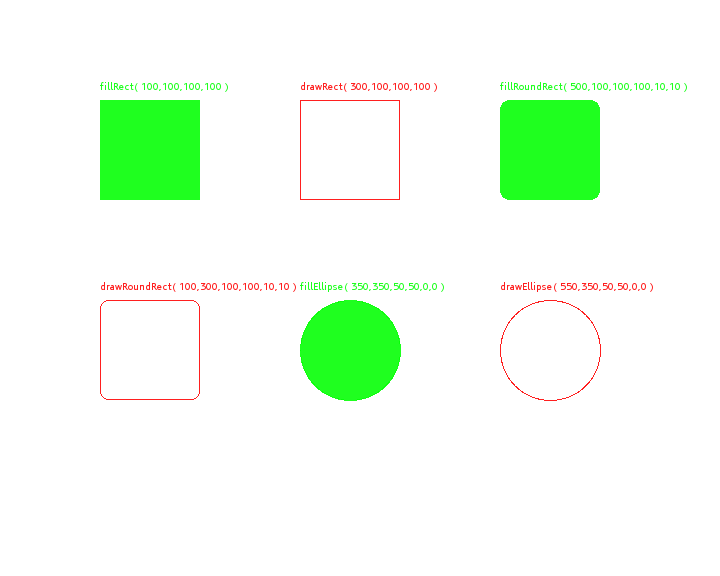 fillRect( 100,100,100,100 )
drawRect( 300,100,100,100 )
fillRoundRect( 500,100,100,100,10,10 )
drawRoundRect( 100,300,100,100,10,10 )
fillEllipse( 350,350,50,50,0,0 )
drawEllipse( 550,350,50,50,0,0 )